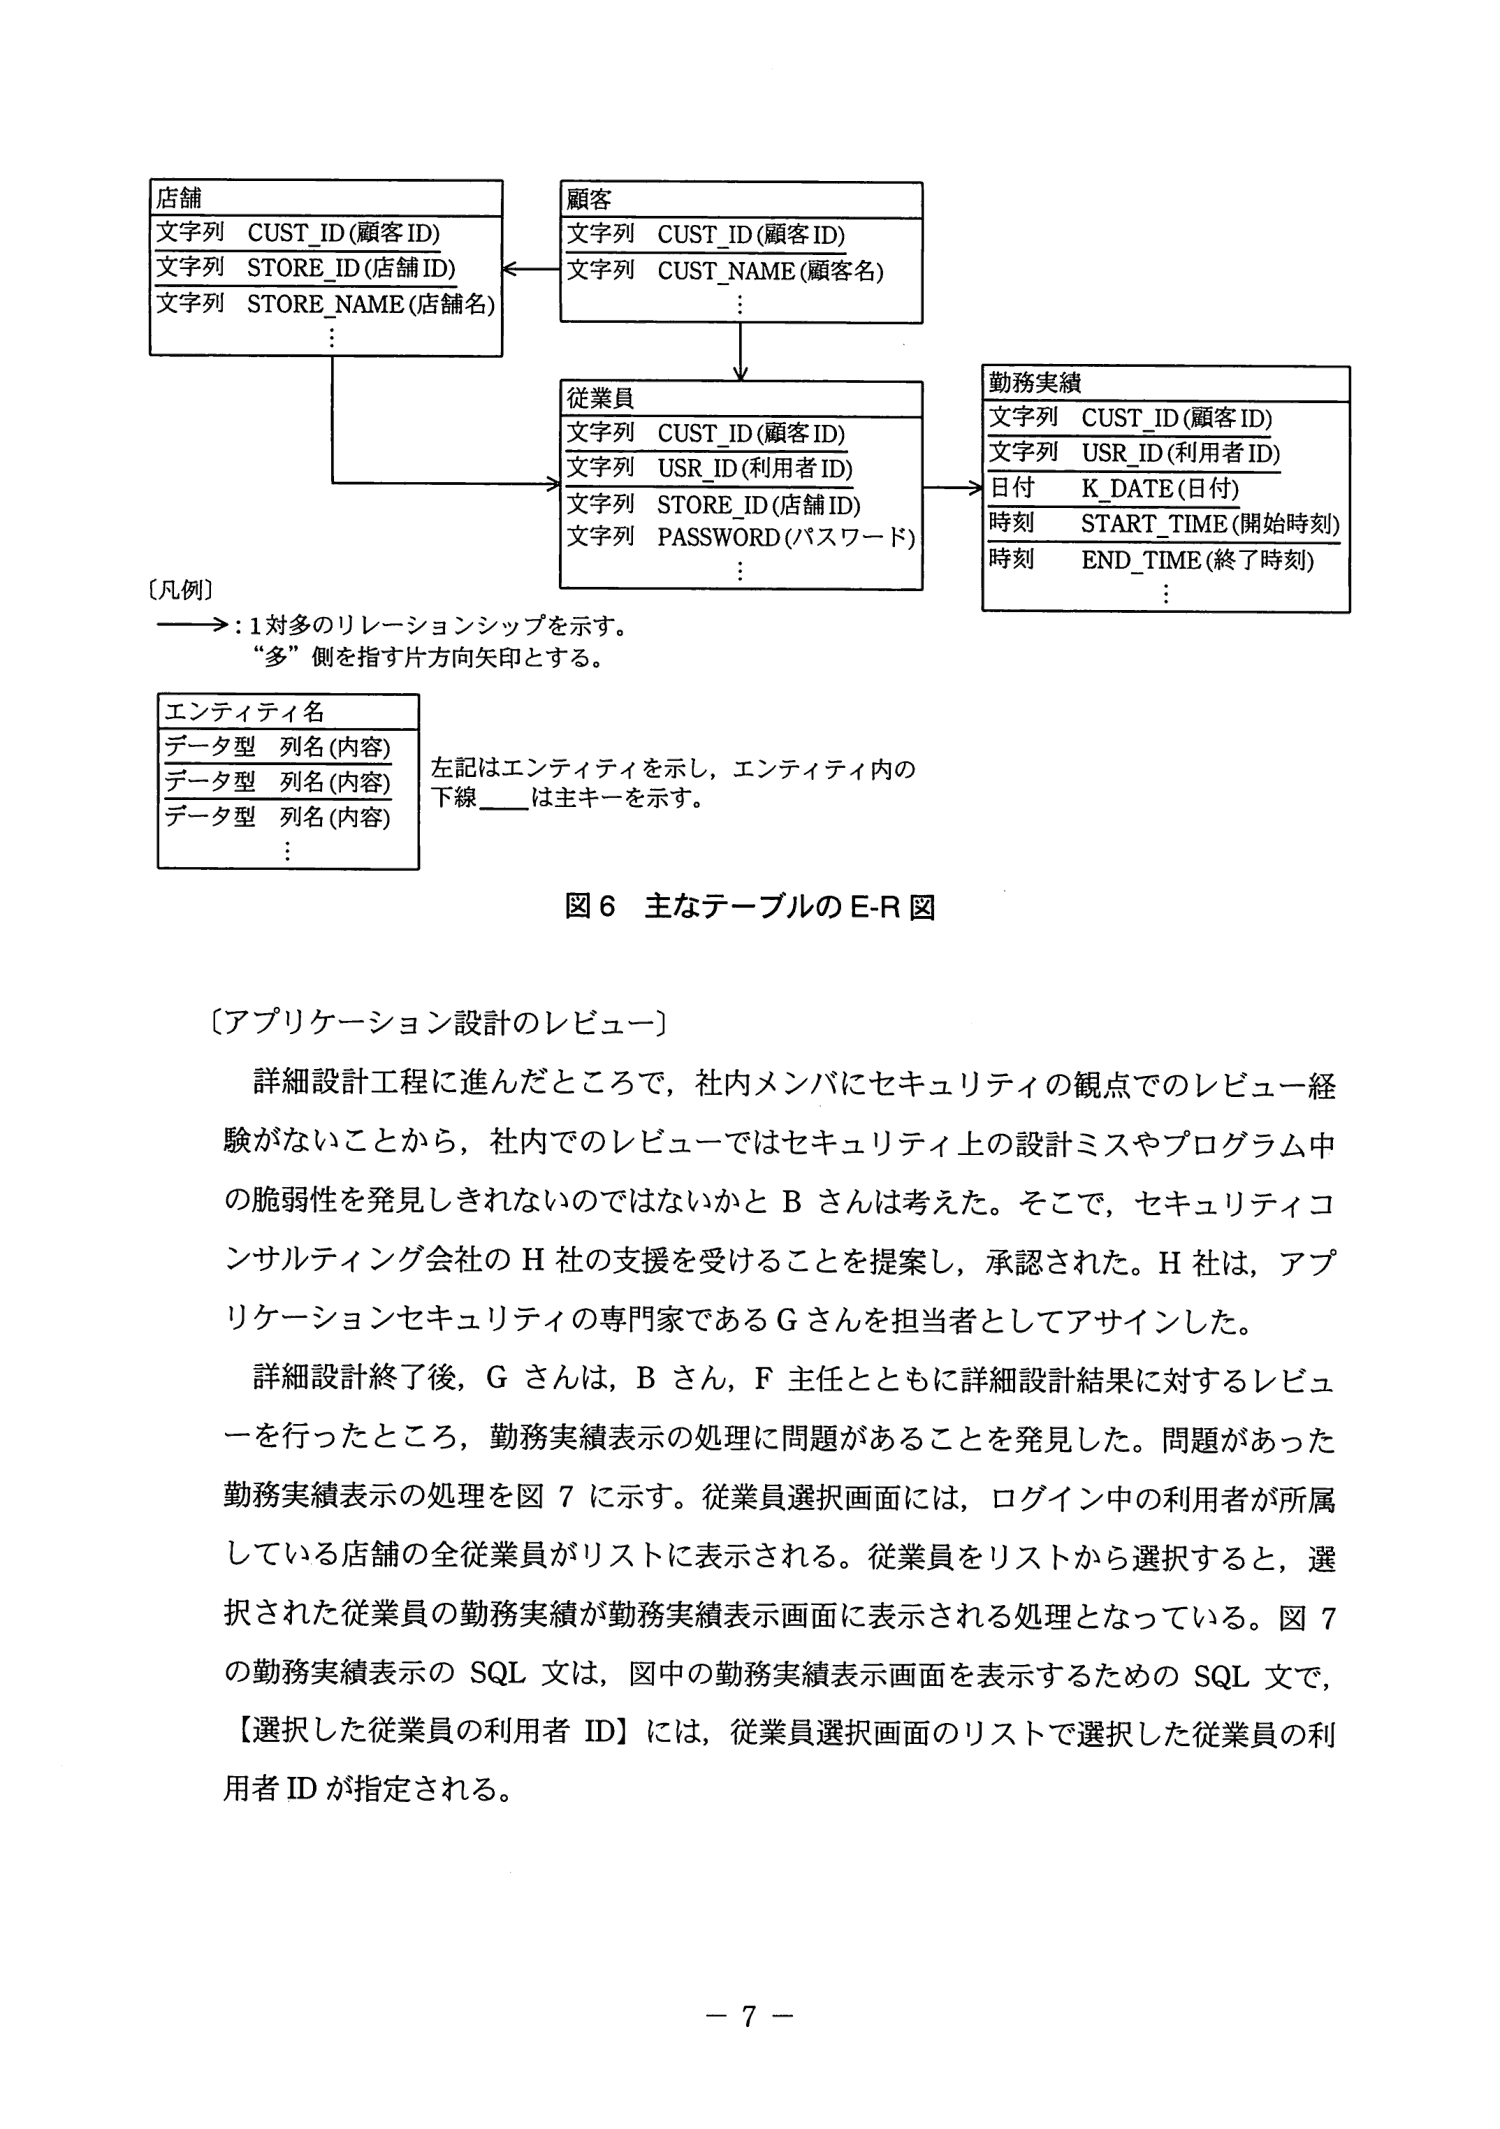 店舗
文字列 CUST_ID(顧客ID)
文字列 STORE_ID(店舗ID)
文字列 STORE_NAME(店舗名)
⋮
顧客
文字列 CUST_ID(顧客ID)
文字列 CUST_NAME(顧客名)
⋮
従業員
文字列 CUST_ID(顧客ID)
文字列 USR_ID(利用者ID)
文字列 STORE_ID(店舗ID)
文字列 PASSWORD(パスワード)
⋮
勤務実績
文字列 CUST_ID(顧客ID)
文字列 USR_ID(利用者ID)
日付 K_DATE(日付)
時刻 START_TIME(開始時刻)
時刻 END_TIME(終了時刻)
⋮
〔凡例〕
→：1対多のリレーションシップを示す。
“多”側を指す片方向矢印とする。
エンティティ名
データ型 列名(内容)
データ型 列名(内容)
データ型 列名(内容)
⋮
左記はエンティティを示し，エンティティ内の
下線＿＿は主キーを示す。
図6 主なテーブルのE-R図
〔アプリケーション設計のレビュー〕
詳細設計工程に進んだところで，社内メンバにセキュリティの観点でのレビュー経
験がないことから，社内でのレビューではセキュリティ上の設計ミスやプログラム中
の脆弱性を発見しきれないのではないかと B さんは考えた。そこで，セキュリティコ
ンサルティング会社の H 社の支援を受けることを提案し，承認された。H 社は，アプ
リケーションセキュリティの専門家である G さんを担当者としてアサインした。
詳細設計終了後，G さんは，B さん，F 主任とともに詳細設計結果に対するレビュ
ーを行ったところ，勤務実績表示の処理に問題があることを発見した。問題があった
勤務実績表示の処理を図 7 に示す。従業員選択画面には，ログイン中の利用者が所属
している店舗の全従業員がリストに表示される。従業員をリストから選択すると，選
択された従業員の勤務実績が勤務実績表示画面に表示される処理となっている。図 7
の勤務実績表示の SQL 文は，図中の勤務実績表示画面を表示するための SQL 文で，
【選択した従業員の利用者 ID】には，従業員選択画面のリストで選択した従業員の利
用者 ID が指定される。
－ 7 －